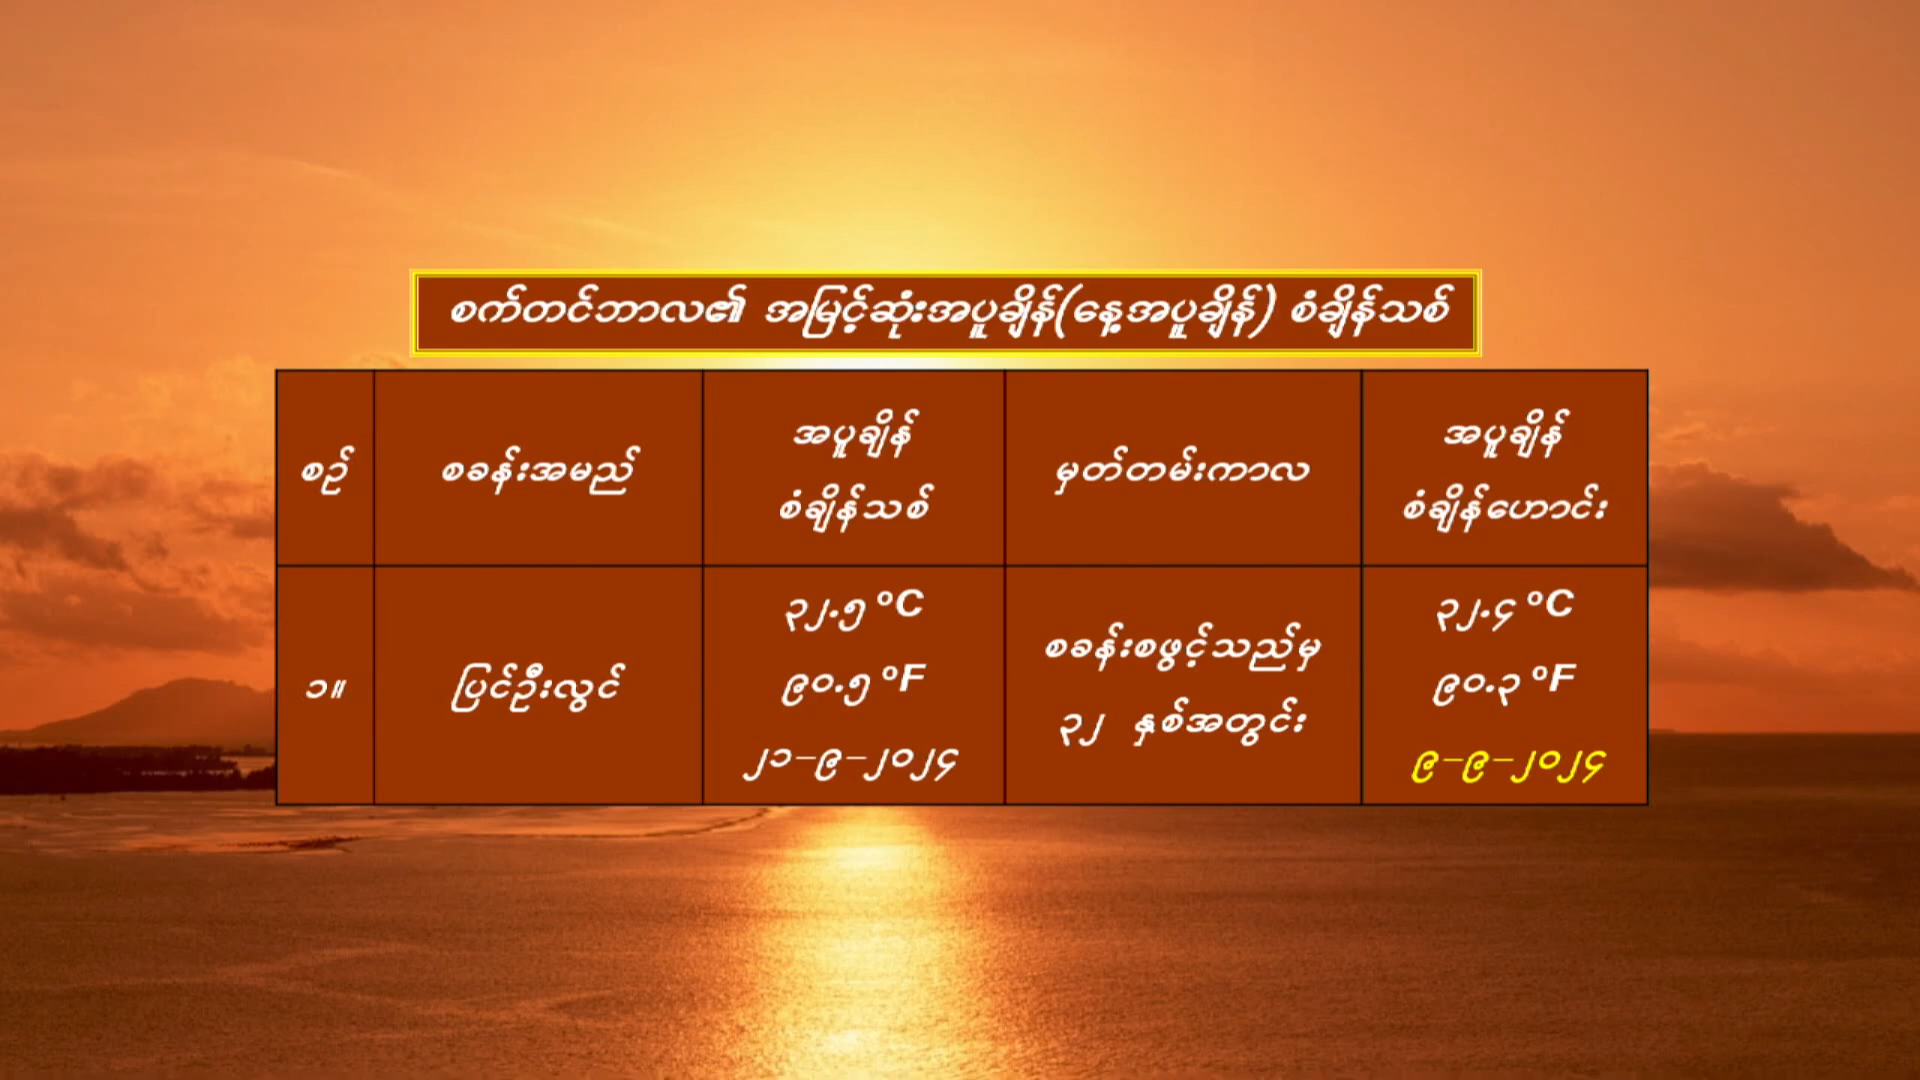 စက်တင်ဘာလ၏ အမြင့်ဆုံးအပူချိန်(နေ့အပူချိန်) စံချိန်သစ်
စဉ်
စခန်းအမည်
အပူချိန်
စံချိန်သစ်
မှတ်တမ်းကာလ
အပူချိန်
စံချိန်ဟောင်း
၁။
ပြင်ဦးလွင်
၃၂.၅ °C
၉၀.၅ °F
၂၁-၉-၂၀၂၄
စခန်းစဖွင့်သည်မှ
၃၂ နှစ်အတွင်း
၃၂.၄ °C
၉၀.၃ °F
၉-၉-၂၀၂၄